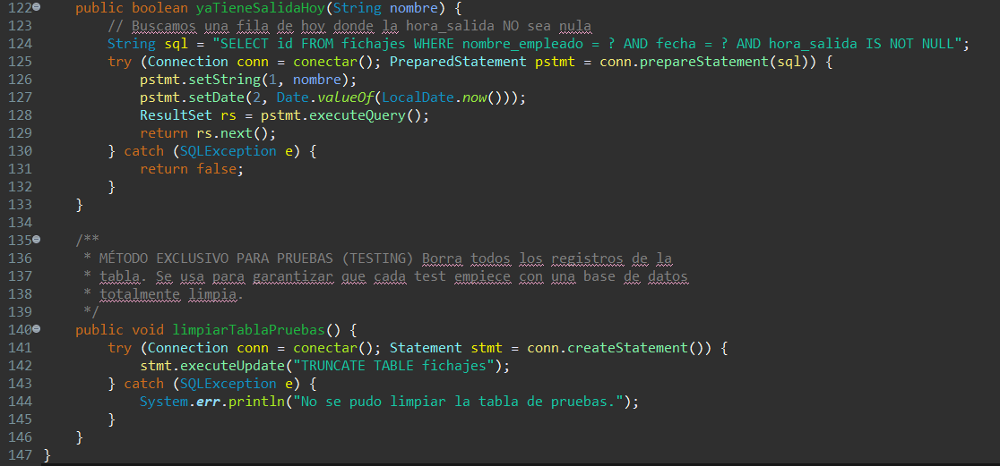 122 public boolean yaTieneSalidaHoy(String nombre) {
123 // Buscamos una fila de hoy donde la hora_salida NO sea nula
124 String sql = "SELECT id FROM fichajes WHERE nombre_empleado = ? AND fecha = ? AND hora_salida IS NOT NULL";
125 try (Connection conn = conectar(); PreparedStatement pstmt = conn.prepareStatement(sql)) {
126 pstmt.setString(1, nombre);
127 pstmt.setDate(2, Date.valueOf(LocalDate.now()));
128 ResultSet rs = pstmt.executeQuery();
129 return rs.next();
130 } catch (SQLException e) {
131 return false;
132 }
133 }
134
135 /**
136 * MÉTODO EXCLUSIVO PARA PRUEBAS (TESTING) Borra todos los registros de la
137 * tabla. Se usa para garantizar que cada test empiece con una base de datos
138 * totalmente limpia.
139 */
140 public void limpiarTablaPruebas() {
141 try (Connection conn = conectar(); Statement stmt = conn.createStatement()) {
142 stmt.executeUpdate("TRUNCATE TABLE fichajes");
143 } catch (SQLException e) {
144 System.err.println("No se pudo limpiar la tabla de pruebas.");
145 }
146 }
147 }